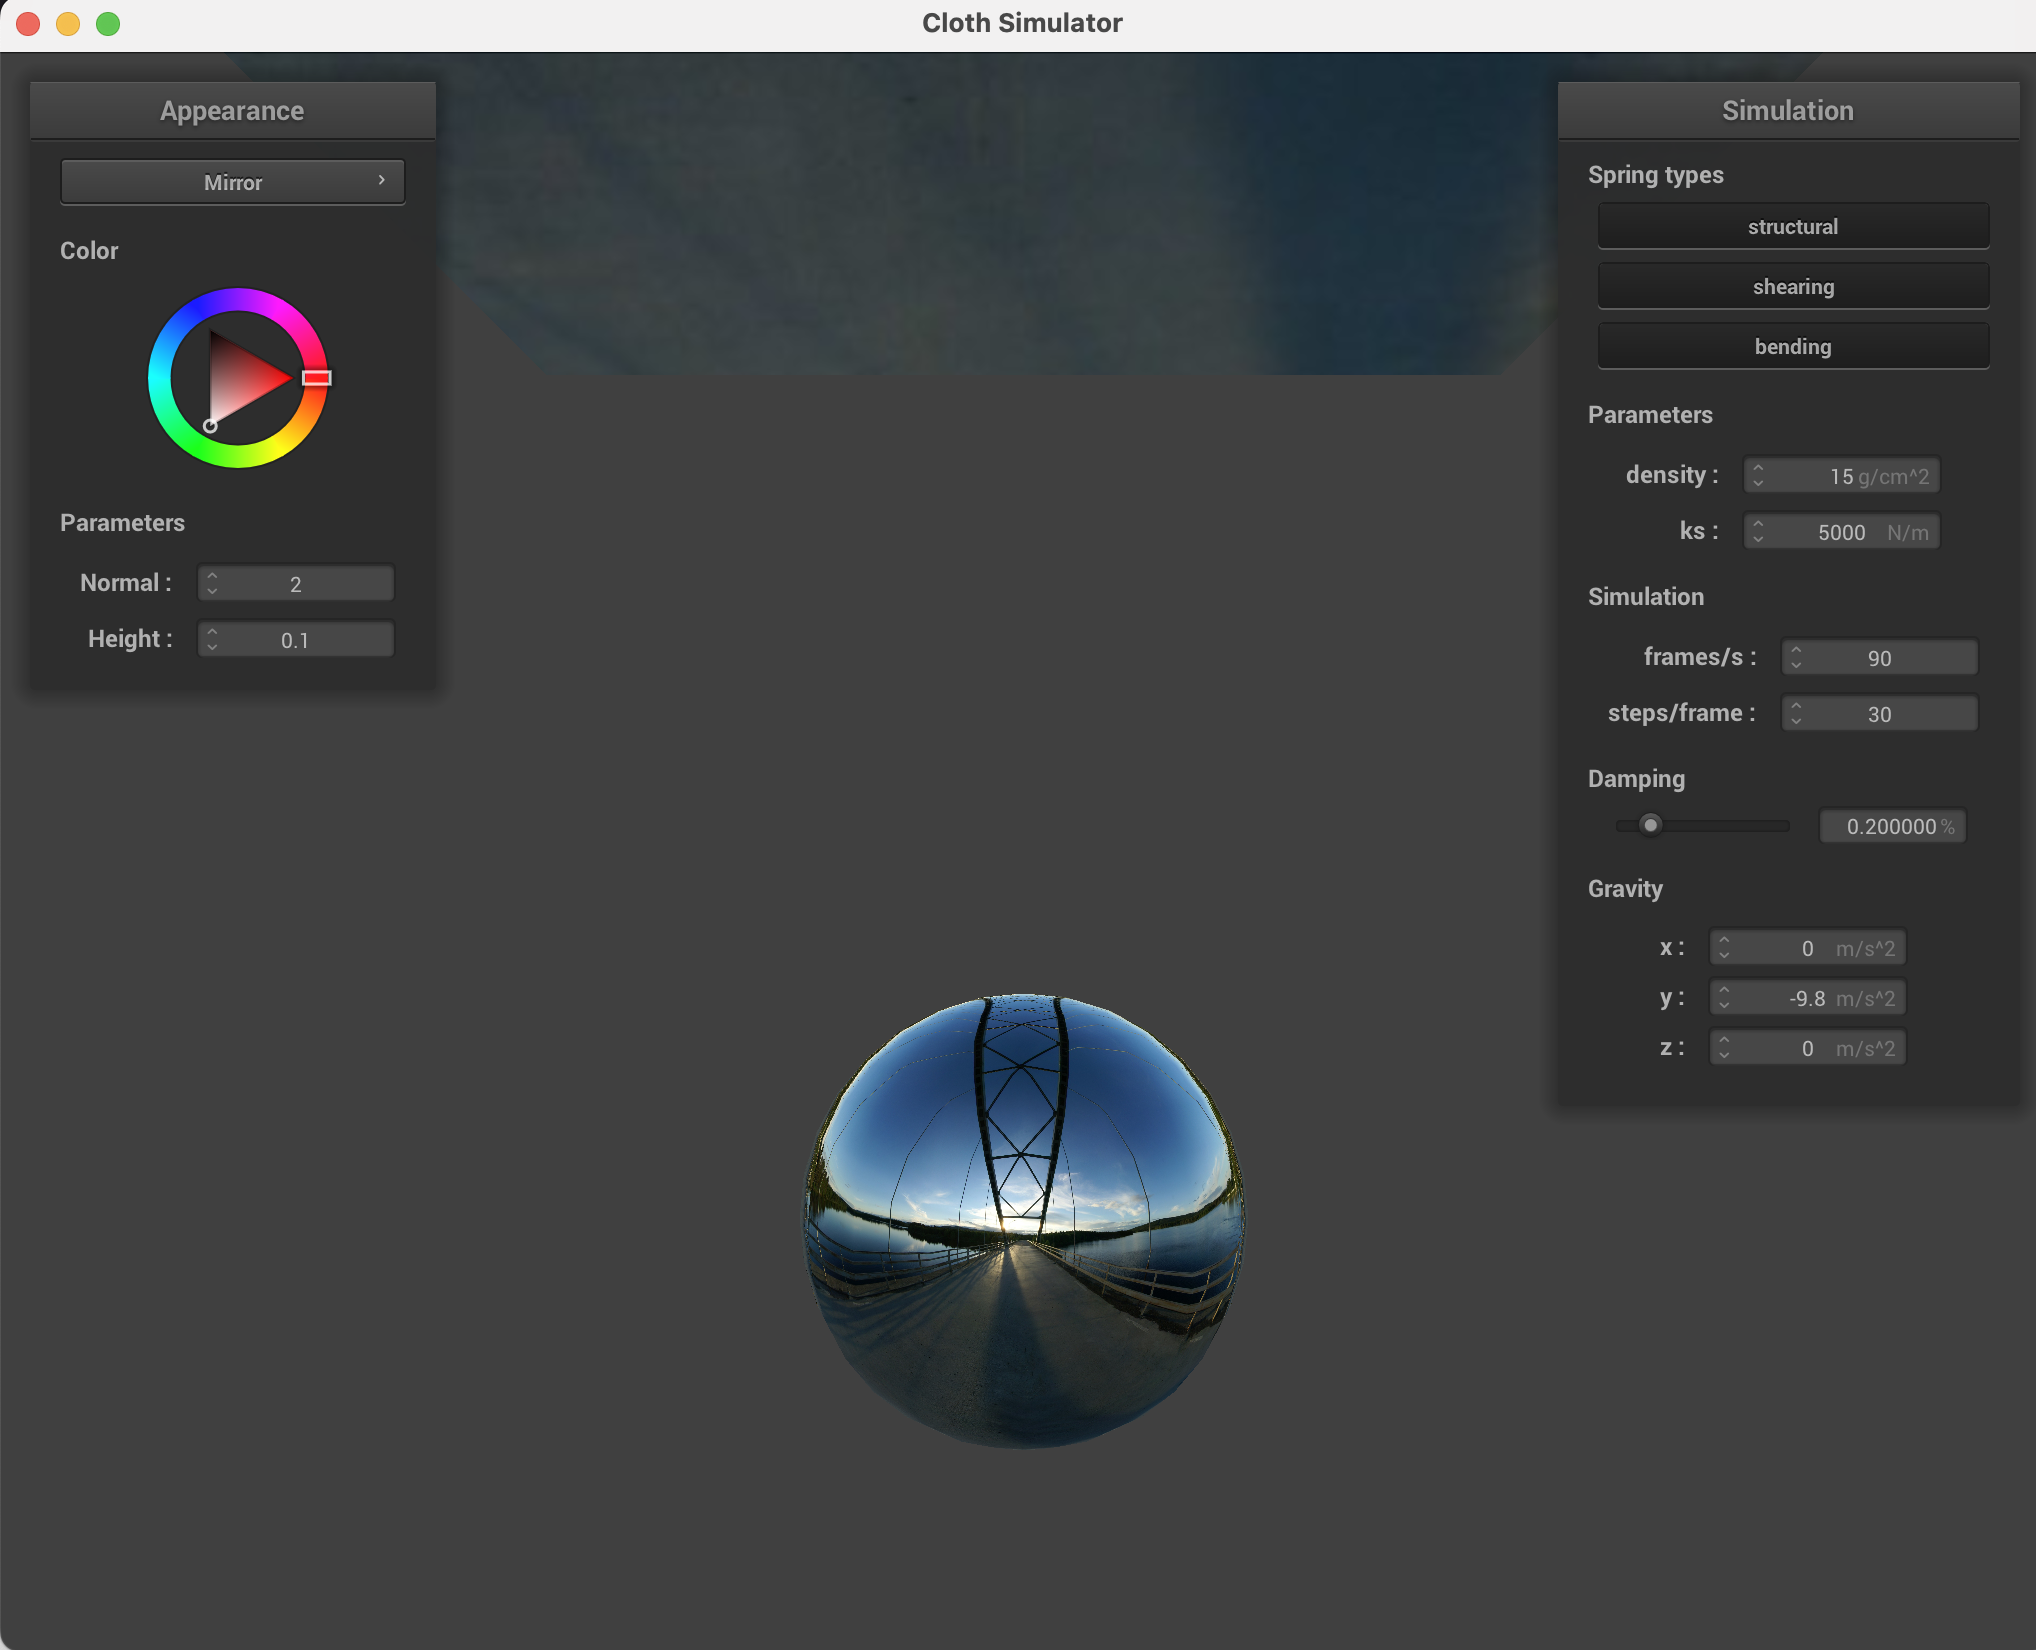 Cloth Simulator
Appearance
Mirror
Color
Parameters
Normal : 2
Height : 0.1
Simulation
Spring types
structural
shearing
bending
Parameters
density : 15 g/cm^2
ks : 5000 N/m
Simulation
frames/s : 90
steps/frame : 30
Damping
0.200000 %
Gravity
x : 0 m/s^2
y : -9.8 m/s^2
z : 0 m/s^2